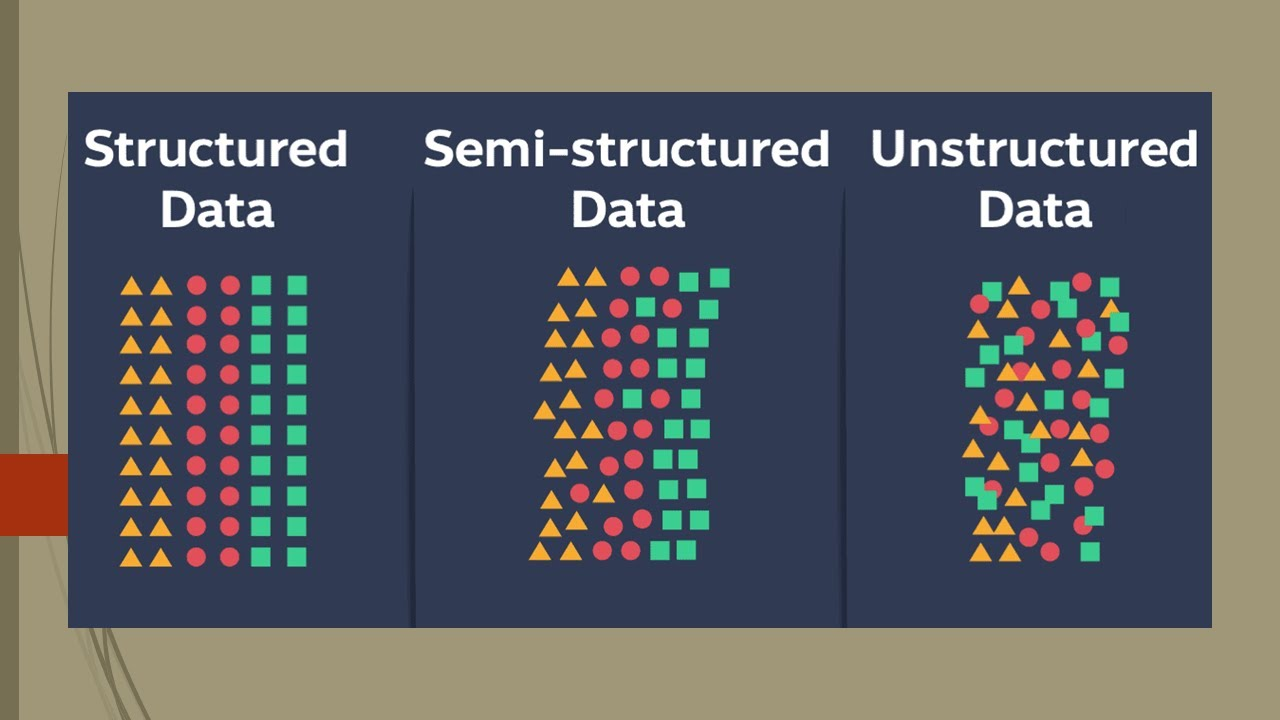 Structured
Data
Semi-structured
Data
Unstructured
Data